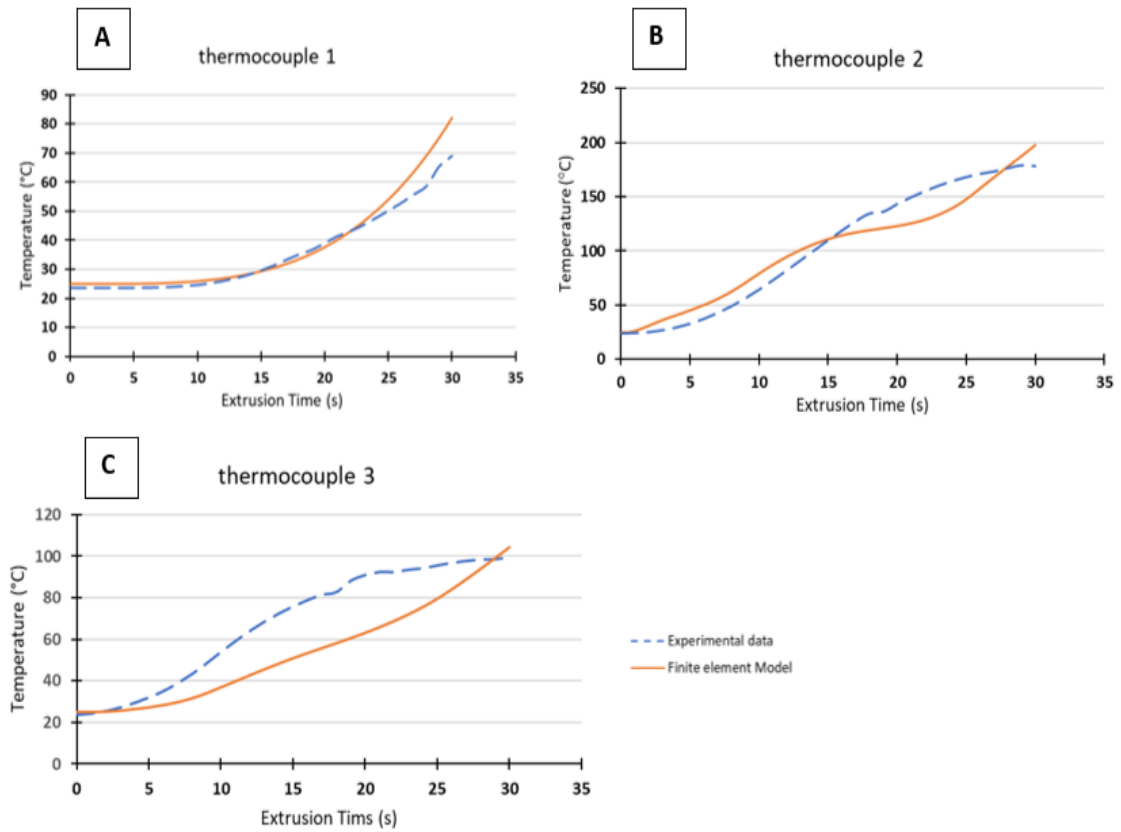 A
thermocouple 1
Temperature (°C)
90
80
70
60
50
40
30
20
10
0
0 5 10 15 20 25 30 35
Extrusion Time (s)
B
thermocouple 2
Temperature (°C)
250
200
150
100
50
0
0 5 10 15 20 25 30 35
Extrusion Time (s)
C
thermocouple 3
Temperature (°C)
120
100
80
60
40
20
0
0 5 10 15 20 25 30 35
Extrusion Tims (s)
Experimental data
Finite element Model